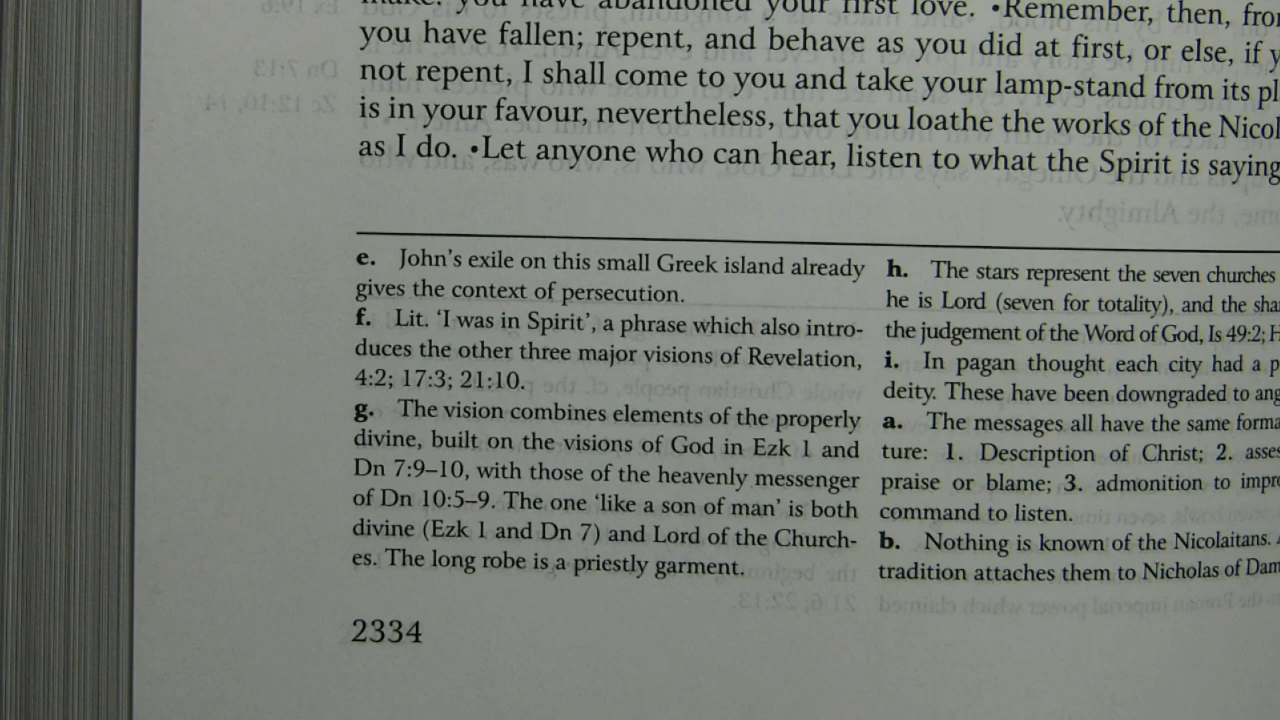 you have abandoned your first love. •Remember, then,
you have fallen; repent, and behave as you did at first, or else, if
not repent, I shall come to you and take your lamp-stand from its
is in your favour, nevertheless, that you loathe the works of the
as I do. •Let anyone who can hear, listen to what the Spirit is saying
e. John's exile on this small Greek island already
gives the context of persecution.
f. Lit. ‘I was in Spirit’, a phrase which also intro-
duces the other three major visions of Revelation,
4:2; 17:3; 21:10.
g. The vision combines elements of the properly
divine, built on the visions of God in Ezk 1 and
Dn 7:9–10, with those of the heavenly messenger
of Dn 10:5–9. The one ‘like a son of man’ is both
divine (Ezk 1 and Dn 7) and Lord of the Church-
es. The long robe is a priestly garment.
h. The stars represent the seven churches
he is Lord (seven for totality), and the
the judgement of the Word of God, Is 49:2;
i. In pagan thought each city had a
deity. These have been downgraded to
a. The messages all have the same
ture: 1. Description of Christ; 2.
praise or blame; 3. admonition to
command to listen.
b. Nothing is known of the Nicolaitans.
tradition attaches them to Nicholas of
2334